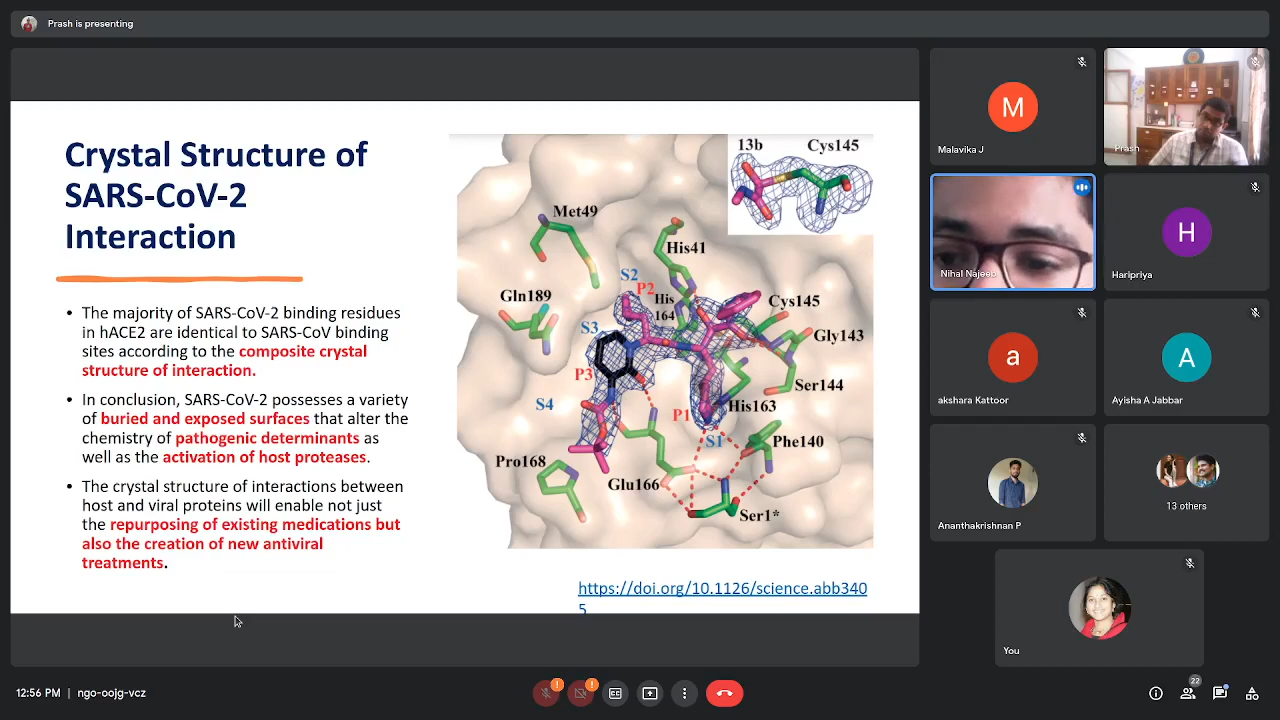 Prash is presenting
Crystal Structure of
SARS-CoV-2
Interaction
• The majority of SARS-CoV-2 binding residues
in hACE2 are identical to SARS-CoV binding
sites according to the composite crystal
structure of interaction.
• In conclusion, SARS-CoV-2 possesses a variety
of buried and exposed surfaces that alter the
chemistry of pathogenic determinants as
well as the activation of host proteases.
• The crystal structure of interactions between
host and viral proteins will enable not just
the repurposing of existing medications but
also the creation of new antiviral
treatments.
13b Cys145
Met49
His41
S2
P2
His
164
Gln189
Cys145
S3
Gly143
P3
Ser144
S4
P1
His163
S1
Phe140
Pro168
Glu166
Ser1*
https://doi.org/10.1126/science.abb340
5
M
Malavika J
Prash
Nihal Najeeb
H
Haripriya
a
akshara Kattoor
A
Ayisha A Jabbar
Ananthakrishnan P
13 others
You
12:56 PM | ngo-oojg-vcz
!
!
22